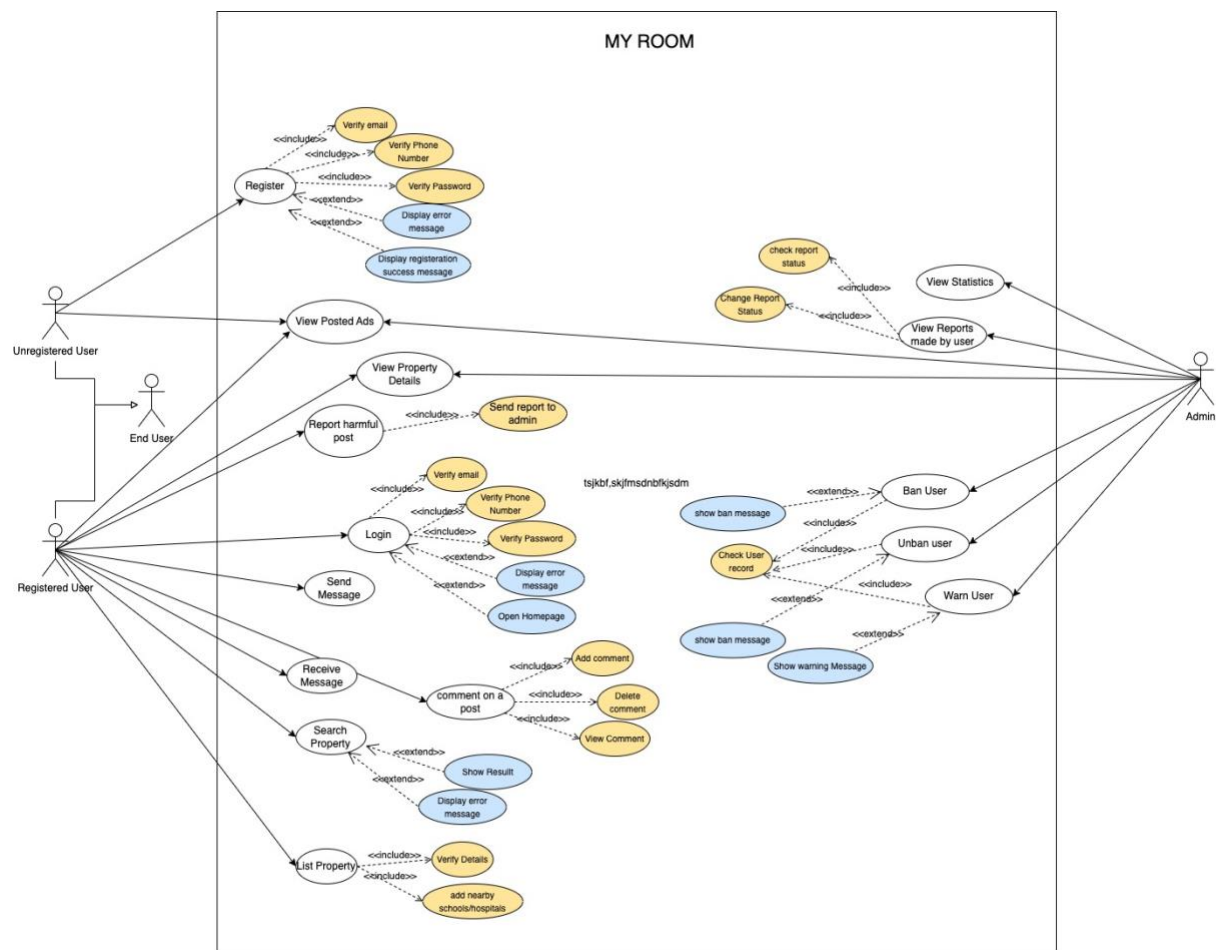 MY ROOM
Verify email
<<include>>
Verify Phone
Number
<<include>>
Register
<<include>>
Verify Password
<<extend>>
Display error
message
<<extend>>
Display registeration
success message
check report
status
<<include>>
View Statistics
Change Report
Status
<<include>>
View Reports
made by user
View Posted Ads
Unregistered User
View Property
Details
Admin
End User
Report harmful
post
<<include>>
Send report to
admin
Verify email
<<include>>
Verify Phone
Number
<<include>>
Login
<<include>>
Verify Password
<<extend>>
Display error
message
<<extend>>
Open Homepage
tsjkbf,skjfmsdnbfkjsdm
<<extend>>
Ban User
show ban message
<<include>>
Unban user
Check User
record
<<include>>
<<include>>
Warn User
<<extend>>
show ban message
<<extend>>
Show warning Message
Registered User
Send
Message
Receive
Message
<<include>>
Add comment
comment on a
post
<<include>>
Delete
comment
<<include>>
View Comment
Search
Property
<<extend>>
Show Result
<<extend>>
Display error
message
List Property
<<include>>
Verify Details
<<include>>
add nearby
schools/hospitals